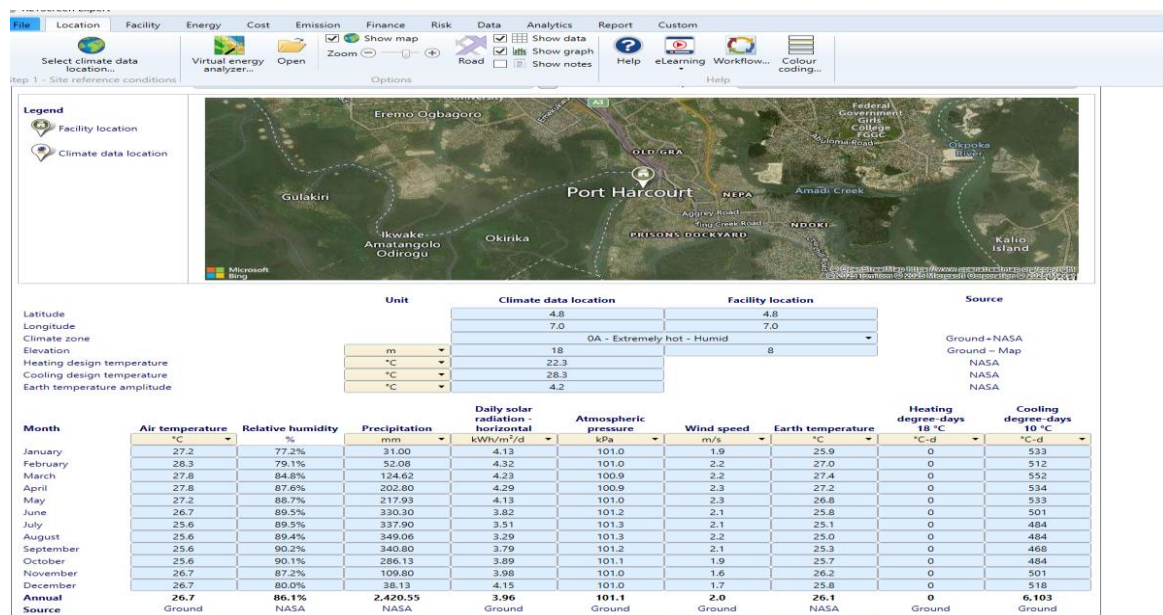 RETScreen Expert
File Location Facility Energy Cost Emission Finance Risk Data Analytics Report Custom
Select climate data location...
Step 1 - Site reference conditions
Virtual energy analyzer...
Open
Show map
Zoom
Road
Show data
Show graph
Show notes
Options
Help
eLearning
Workflow...
Colour coding...
Help
Legend
Facility location
Climate data location
Eremo Ogbagoro
A3
Federal
Government
Girls
College
FGGC
Abuloma Road
Okpoka
River
OLD GRA
Gulakiri
Port Harcourt
NEPA
Amadi Creek
Aggrey Road
Ting Creek Road
NDOKI
Ikwake
Amatangolo
Odirogu
Okirika
PRISONS DOCKYARD
Kalio
Island
Microsoft
Bing
Unit Climate data location Facility location Source
Latitude 4.8 4.8
Longitude 7.0 7.0
Climate zone 0A - Extremely hot - Humid Ground+NASA
Elevation m 18 8 Ground – Map
Heating design temperature °C 22.3 NASA
Cooling design temperature °C 28.3 NASA
Earth temperature amplitude °C 4.2 NASA
Month Air temperature Relative humidity Precipitation Daily solar radiation - horizontal Atmospheric pressure Wind speed Earth temperature Heating degree-days 18 °C Cooling degree-days 10 °C
°C % mm kWh/m²/d kPa m/s °C °C-d °C-d
January 27.2 77.2% 31.00 4.13 101.0 1.9 25.9 0 533
February 28.3 79.1% 52.08 4.32 101.0 2.2 27.0 0 512
March 27.8 84.8% 124.62 4.23 100.9 2.2 27.4 0 552
April 27.8 87.6% 202.80 4.29 100.9 2.3 27.2 0 534
May 27.2 88.7% 217.93 4.13 101.0 2.3 26.8 0 533
June 26.7 89.5% 330.30 3.82 101.2 2.1 25.8 0 501
July 25.6 89.5% 337.90 3.51 101.3 2.1 25.1 0 484
August 25.6 89.4% 349.06 3.29 101.3 2.2 25.0 0 484
September 25.6 90.2% 340.80 3.79 101.2 2.1 25.3 0 468
October 25.6 90.1% 286.13 3.89 101.1 1.9 25.7 0 484
November 26.7 87.2% 109.80 3.98 101.0 1.6 26.2 0 501
December 26.7 80.0% 38.13 4.15 101.0 1.7 25.8 0 518
Annual 26.7 86.1% 2,420.55 3.96 101.1 2.0 26.1 0 6,103
Source Ground NASA NASA Ground Ground Ground NASA Ground Ground